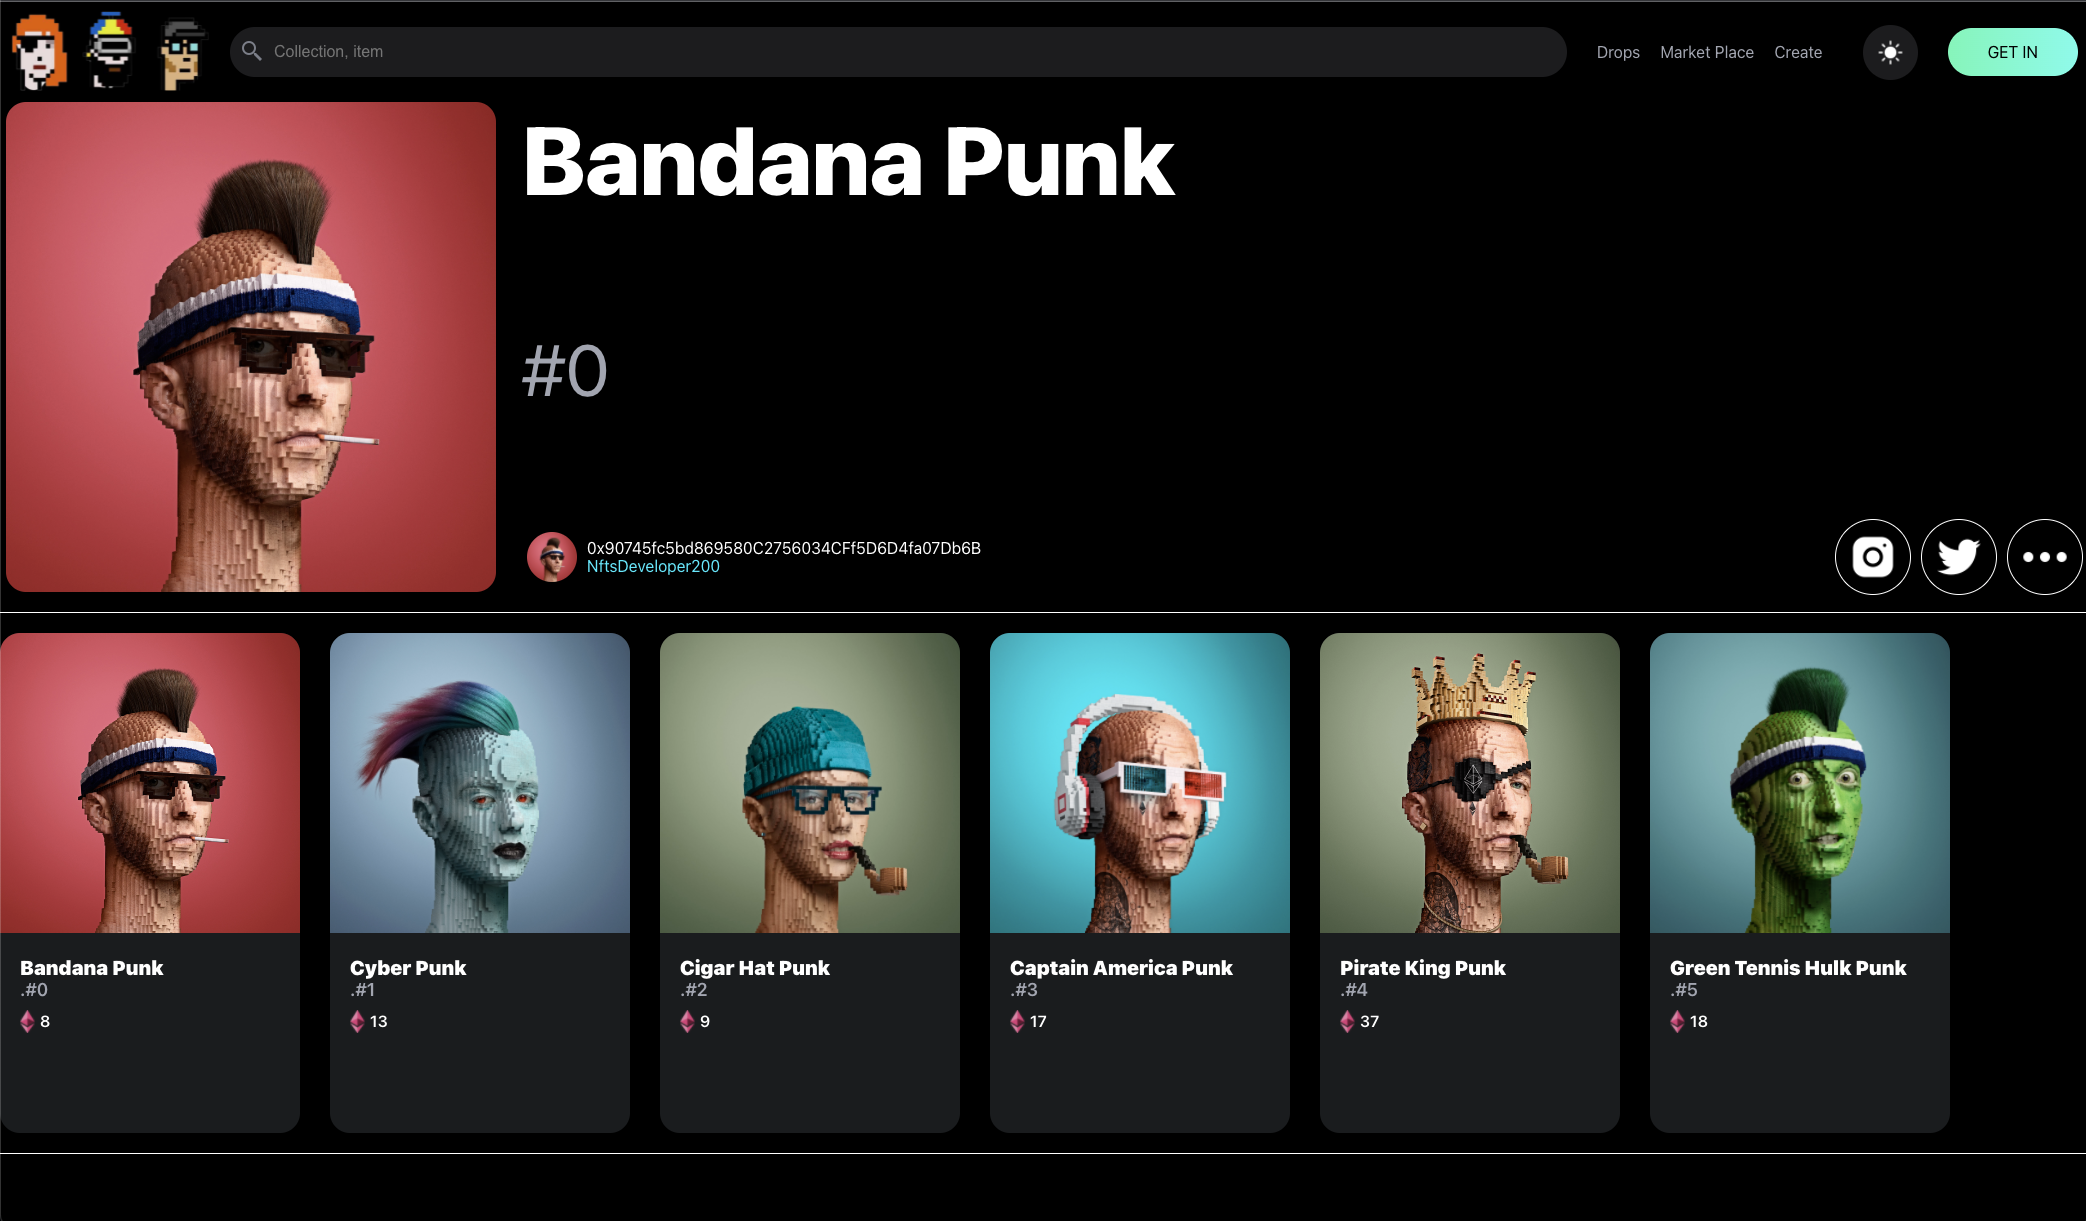 Collection, item
Drops
Market Place
Create
GET IN
Bandana Punk
#0
0x90745fc5bd869580C2756034CFf5D6D4fa07Db6B
NftsDeveloper200
Bandana Punk
.#0
8
Cyber Punk
.#1
13
Cigar Hat Punk
.#2
9
Captain America Punk
.#3
17
Pirate King Punk
.#4
37
Green Tennis Hulk Punk
.#5
18